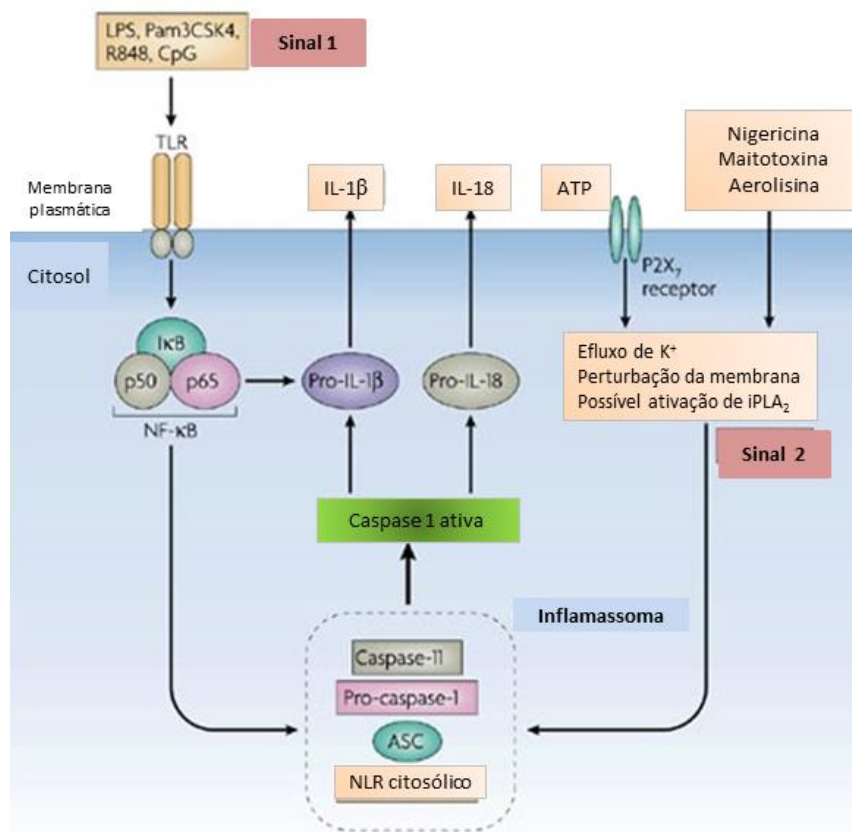 LPS, Pam3CSK4,
R848, CpG
Sinal 1
TLR
Membrana
plasmática
IL-1β
IL-18
ATP
Nigericina
Maitotoxina
Aerolisina
P2X₇
receptor
Citosol
IκB
p50
p65
NF-κB
Pro-IL-1β
Pro-IL-18
Efluxo de K⁺
Perturbação da membrana
Possível ativação de iPLA₂
Sinal 2
Caspase 1 ativa
Inflamassoma
Caspase-11
Pro-caspase-1
ASC
NLR citosólico